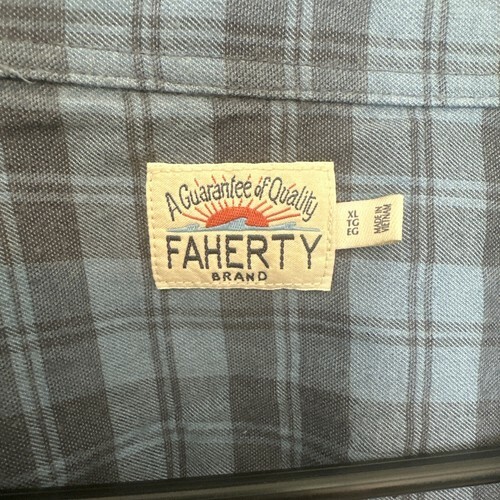 A Guarantee of Quality
FAHERTY
BRAND
XL
TG
EG
MADE IN
VIETNAM